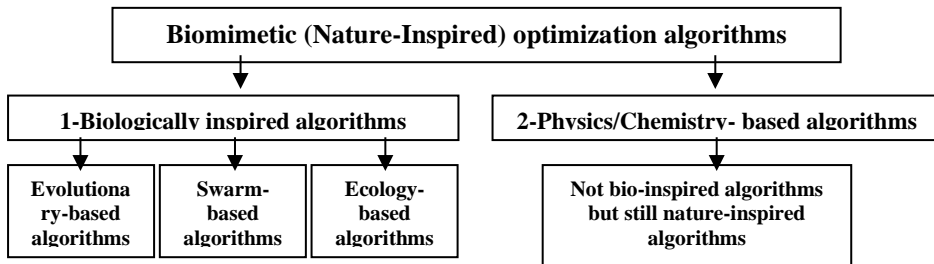 Biomimetic (Nature-Inspired) optimization algorithms
1-Biologically inspired algorithms
2-Physics/Chemistry- based algorithms
Evolutiona
ry-based
algorithms
Swarm-
based
algorithms
Ecology-
based
algorithms
Not bio-inspired algorithms
but still nature-inspired
algorithms